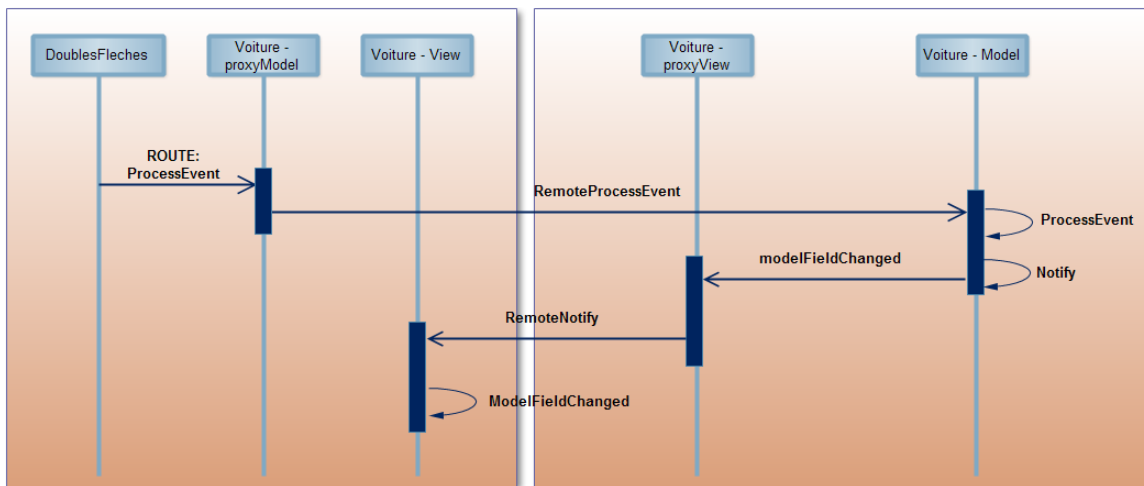 DoublesFleches
Voiture -
proxyModel
Voiture - View
Voiture -
proxyView
Voiture - Model
ROUTE:
ProcessEvent
RemoteProcessEvent
ProcessEvent
modelFieldChanged
Notify
RemoteNotify
ModelFieldChanged